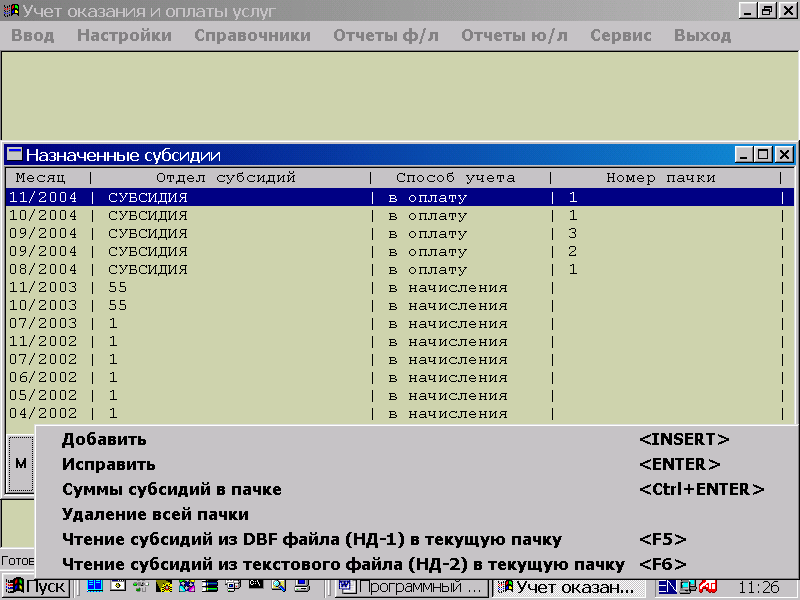 Учет оказания и оплаты услуг
Ввод Настройки Справочники Отчеты ф/л Отчеты ю/л Сервис Выход
Назначенные субсидии
Месяц | Отдел субсидий | Способ учета | Номер пачки |
11/2004 | СУБСИДИЯ | в оплату | 1 |
10/2004 | СУБСИДИЯ | в оплату | 1 |
09/2004 | СУБСИДИЯ | в оплату | 3 |
09/2004 | СУБСИДИЯ | в оплату | 2 |
08/2004 | СУБСИДИЯ | в оплату | 1 |
11/2003 | 55 | в начисления | |
10/2003 | 55 | в начисления | |
07/2003 | 1 | в начисления | |
11/2002 | 1 | в начисления | |
07/2002 | 1 | в начисления | |
06/2002 | 1 | в начисления | |
05/2002 | 1 | в начисления | |
04/2002 | 1 | в начисления | |
м
Добавить <INSERT>
Исправить <ENTER>
Суммы субсидий в пачке <Ctrl+ENTER>
Удаление всей пачки
Чтение субсидий из DBF файла (НД-1) в текущую пачку <F5>
Чтение субсидий из текстового файла (НД-2) в текущую пачку <F6>
Готов
Пуск Программный ... Учет оказан... EN 11:26